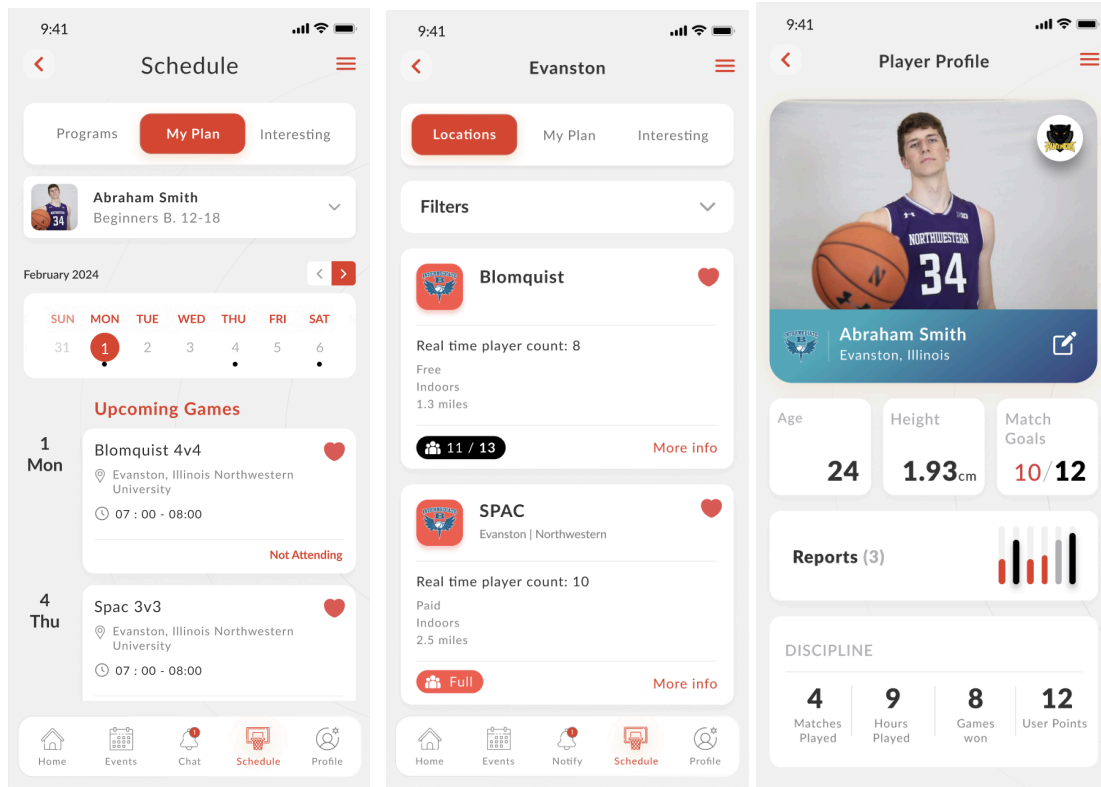 9:41
Schedule
Programs
My Plan
Interesting
Abraham Smith
Beginners B. 12-18
February 2024
SUN MON TUE WED THU FRI SAT
31 1 2 3 4 5 6
Upcoming Games
1
Mon
Blomquist 4v4
Evanston, Illinois Northwestern
University
07 : 00 - 08:00
Not Attending
4
Thu
Spac 3v3
Evanston, Illinois Northwestern
University
07 : 00 - 08:00
Home
Events
1
Chat
Schedule
Profile
9:41
Evanston
Locations
My Plan
Interesting
Filters
Blomquist
Real time player count: 8
Free
Indoors
1.3 miles
11 / 13
More info
SPAC
Evanston | Northwestern
Real time player count: 10
Paid
Indoors
2.5 miles
Full
More info
Home
Events
1
Notify
Schedule
Profile
9:41
Player Profile
NORTHWESTERN
34
N
B
Abraham Smith
Evanston, Illinois
Age
24
Height
1.93cm
Match
Goals
10/12
Reports (3)
DISCIPLINE
4
Matches
Played
9
Hours
Played
8
Games
won
12
User Points